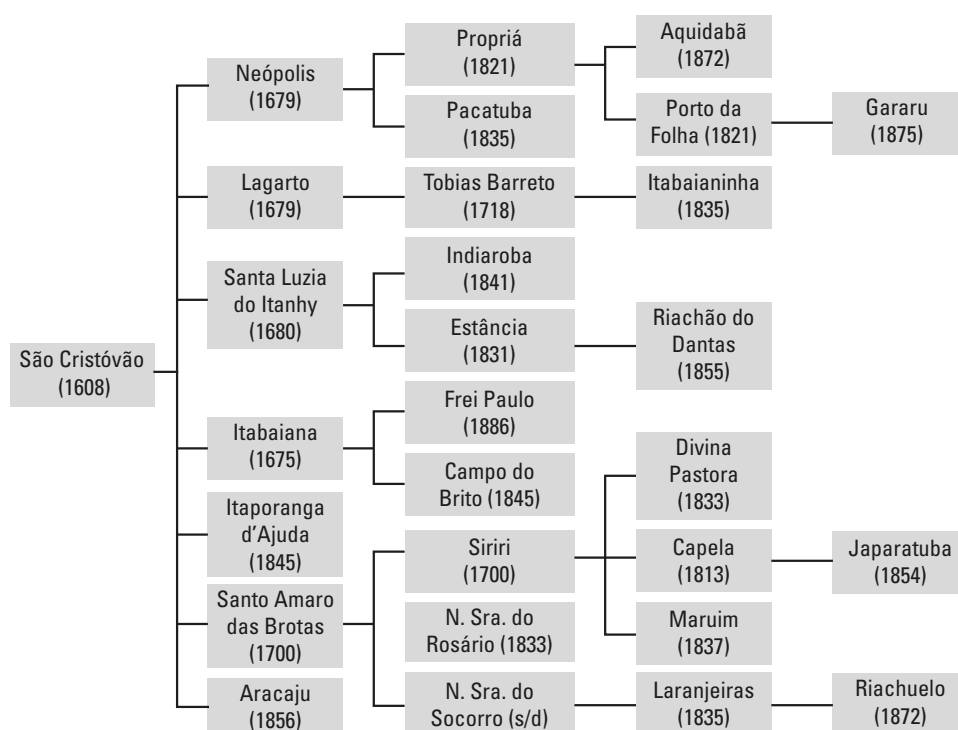 São Cristóvão
(1608)
Neópolis
(1679)
Propriá
(1821)
Aquidabã
(1872)
Porto da
Folha (1821)
Gararu
(1875)
Pacatuba
(1835)
Lagarto
(1679)
Tobias Barreto
(1718)
Itabaianinha
(1835)
Santa Luzia
do Itanhy
(1680)
Indiaroba
(1841)
Estância
(1831)
Riachão do
Dantas
(1855)
Itabaiana
(1675)
Frei Paulo
(1886)
Campo do
Brito (1845)
Itaporanga
d'Ajuda
(1845)
Santo Amaro
das Brotas
(1700)
Siriri
(1700)
Divina
Pastora
(1833)
Capela
(1813)
Japaratuba
(1854)
Maruim
(1837)
N. Sra. do
Rosário (1833)
N. Sra. do
Socorro (s/d)
Laranjeiras
(1835)
Riachuelo
(1872)
Aracaju
(1856)